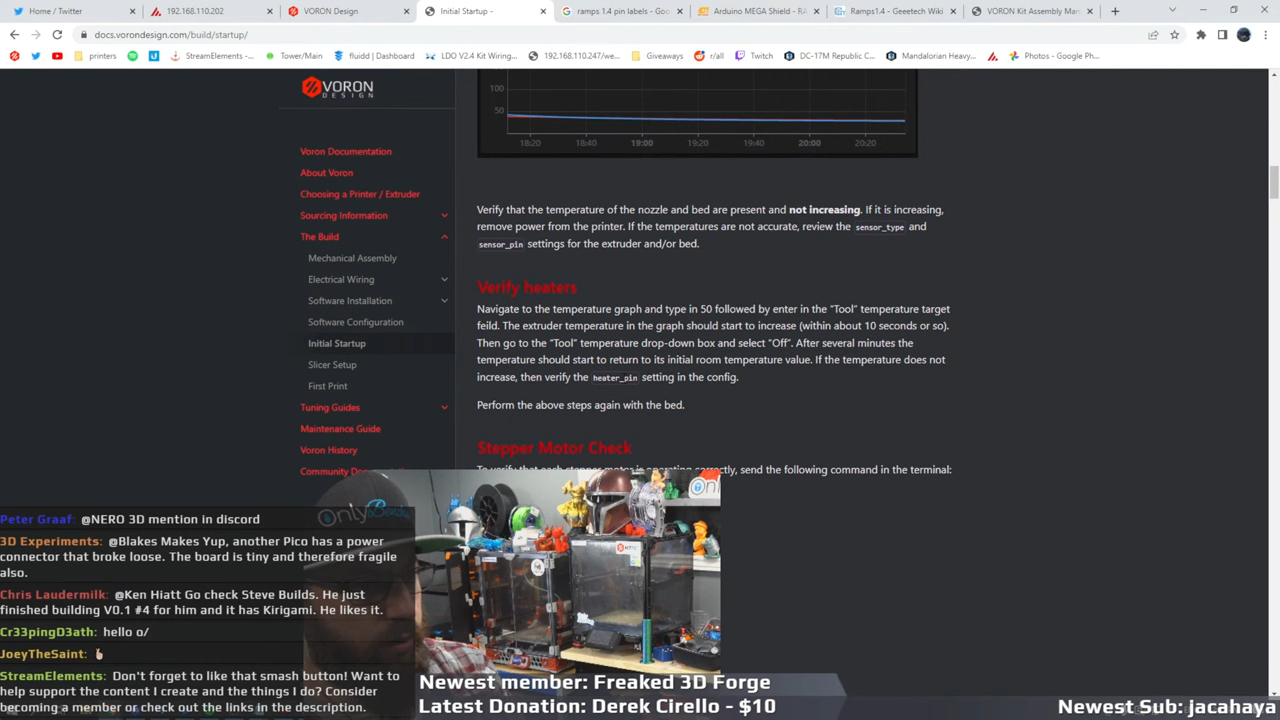 Home / Twitter
192.168.110.202
VORON Design
Initial Startup -
ramps 1.4 pin labels - Goo
Arduino MEGA Shield - RA
Ramps1.4 - Geeetech Wiki
VORON Kit Assembly Mar
docs.vorondesign.com/build/startup/
printers
StreamElements -...
Tower/Main
fluidd | Dashboard
LDO V2.4 Kit Wiring...
192.168.110.247/we...
Giveaways
r/all
Twitch
DC-17M Republic C...
Mandalorian Heavy...
Photos - Google Ph...
VORON
DESIGN
Voron Documentation
About Voron
Choosing a Printer / Extruder
Sourcing Information
The Build
Mechanical Assembly
Electrical Wiring
Software Installation
Software Configuration
Initial Startup
Slicer Setup
First Print
Tuning Guides
Maintenance Guide
Voron History
Community
100
50
18:20 18:40 19:00 19:20 19:40 20:00 20:20
Verify that the temperature of the nozzle and bed are present and not increasing. If it is increasing,
remove power from the printer. If the temperatures are not accurate, review the sensor_type and
sensor_pin settings for the extruder and/or bed.
Verify heaters
Navigate to the temperature graph and type in 50 followed by enter in the "Tool" temperature target
feild. The extruder temperature in the graph should start to increase (within about 10 seconds or so).
Then go to the "Tool" temperature drop-down box and select "Off". After several minutes the
temperature should start to return to its initial room temperature value. If the temperature does not
increase, then verify the heater_pin setting in the config.
Perform the above steps again with the bed.
Stepper Motor Check
To verify that each stepper motor is operating correctly, send the following command in the terminal:
Only
Peter Graaf: @NERO 3D mention in discord
3D Experiments: @Blakes Makes Yup, another Pico has a power
connector that broke loose. The board is tiny and therefore fragile
also.
Chris Laudermilk: @Ken Hiatt Go check Steve Builds. He just
finished building V0.1 #4 for him and it has Kirigami. He likes it.
Cr33pingD3ath: hello o/
JoeyTheSaint:
StreamElements: Don't forget to like that smash button! Want to
help support the content I create and the things I do? Consider
becoming a member or check out the links in the description.
Newest member: Freaked 3D Forge
Latest Donation: Derek Cirello - $10
Newest Sub: jacahaya